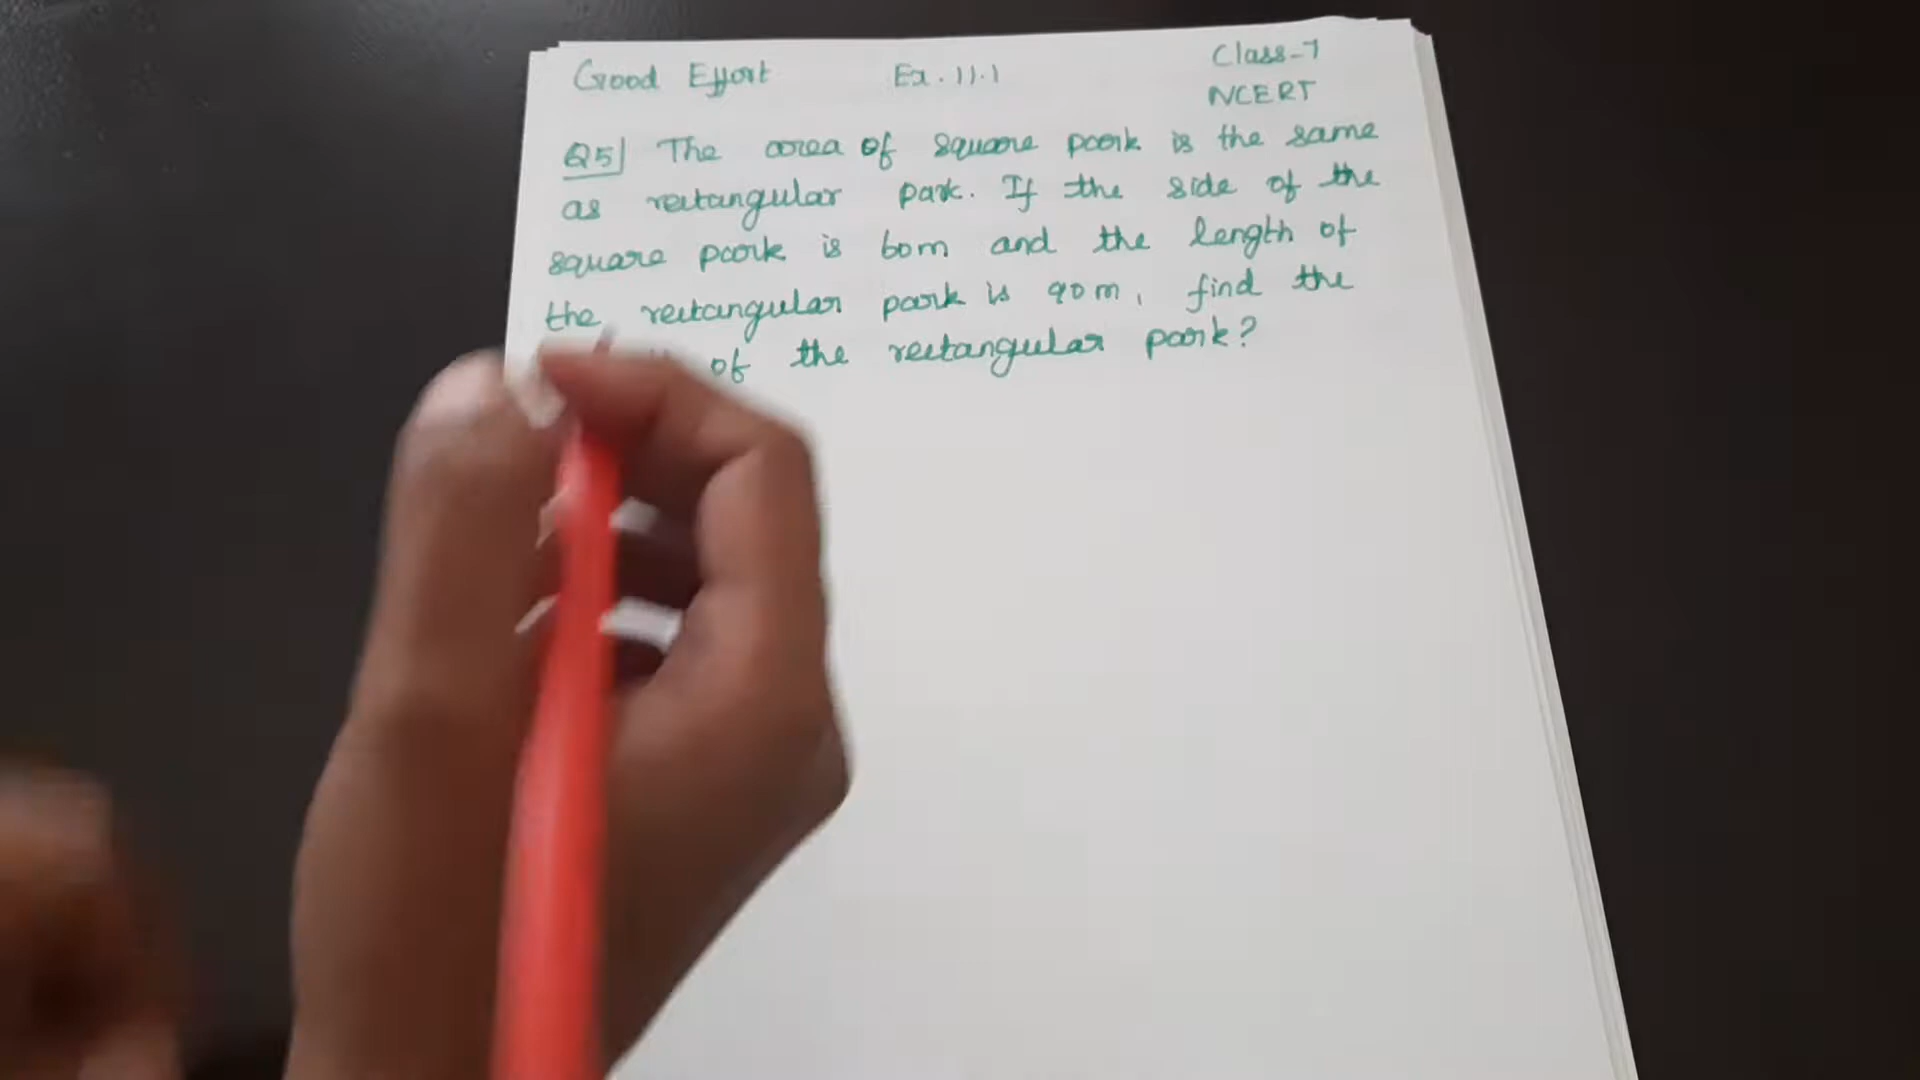 Good Effort Ex. 11.1 Class-7
NCERT
Q5] The area of square park is the same
as rectangular park. If the side of the
square park is 60m and the length of
the rectangular park is 90m, find the
of the rectangular park?